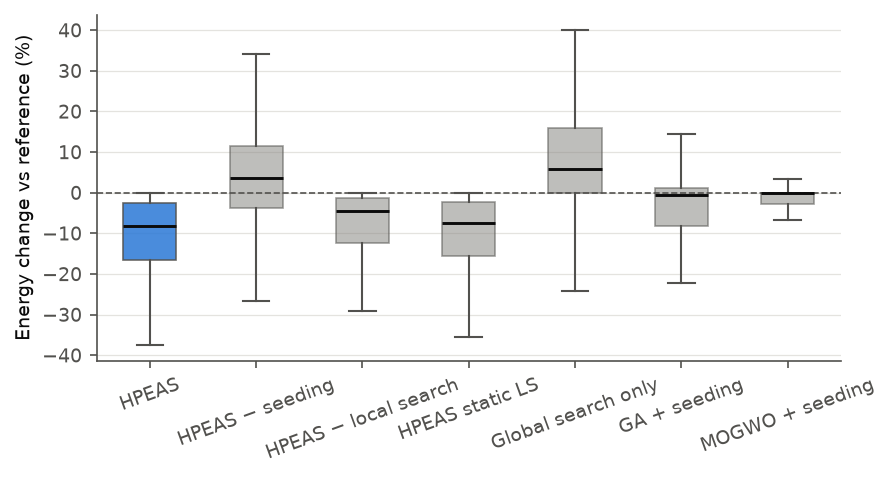 Energy change vs reference (%)
40
30
20
10
0
−10
−20
−30
−40
HPEAS
HPEAS − seeding
HPEAS − local search
HPEAS static LS
Global search only
GA + seeding
MOGWO + seeding